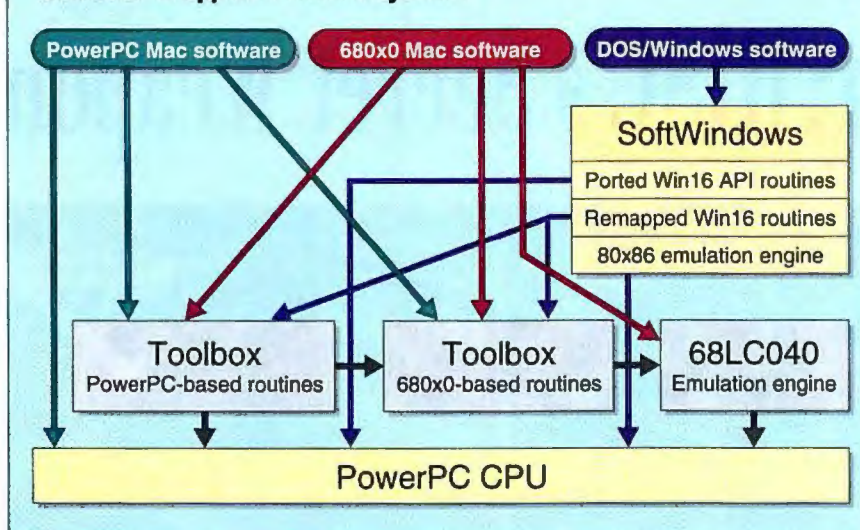 PowerPC Mac software
680x0 Mac software
DOS/Windows software
SoftWindows
Ported Win16 API routines
Remapped Win16 routines
80x86 emulation engine
Toolbox
PowerPC-based routines
Toolbox
680x0-based routines
68LC040
Emulation engine
PowerPC CPU